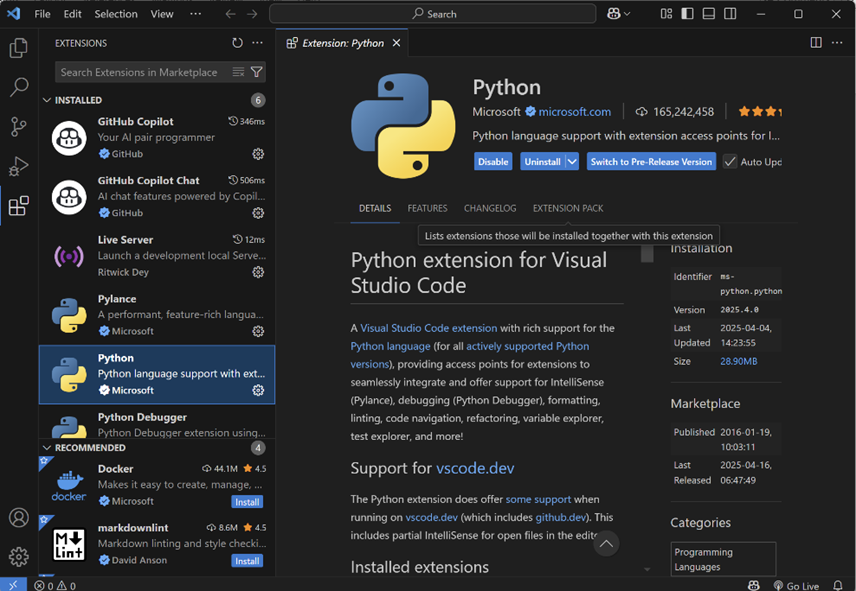 File Edit Selection View ··· Search
EXTENSIONS
Search Extensions in Marketplace
INSTALLED 6
GitHub Copilot 346ms
Your AI pair programmer
GitHub
GitHub Copilot Chat 506ms
AI chat features powered by Copil...
GitHub
Live Server 12ms
Launch a development local Serve...
Ritwick Dey
Pylance
A performant, feature-rich langua...
Microsoft
Python
Python language support with ext...
Microsoft
Python Debugger
Python Debugger extension using...
RECOMMENDED 4
Docker 44.1M 4.5
Makes it easy to create, manage, ...
docker
Microsoft Install
markdownlint 8.6M 4.5
Markdown linting and style checki...
M Lint
David Anson Install
Extension: Python
Python
Microsoft microsoft.com 165,242,458
Python language support with extension access points for I...
Disable Uninstall Switch to Pre-Release Version Auto Upd
DETAILS FEATURES CHANGELOG EXTENSION PACK
Lists extensions those will be installed together with this extension
Python extension for Visual
Studio Code
A Visual Studio Code extension with rich support for the
Python language (for all actively supported Python
versions), providing access points for extensions to
seamlessly integrate and offer support for IntelliSense
(Pylance), debugging (Python Debugger), formatting,
linting, code navigation, refactoring, variable explorer,
test explorer, and more!
Support for vscode.dev
The Python extension does offer some support when
running on vscode.dev (which includes github.dev). This
includes partial IntelliSense for open files in the edit
Installed extensions
Installation
Identifier ms-
python.python
Version 2025.4.0
Last 2025-04-04,
Updated 14:23:55
Size 28.90MB
Marketplace
Published 2016-01-19,
10:03:11
Last 2025-04-16,
Released 06:47:49
Categories
Programming
Languages
0 0 Go Live